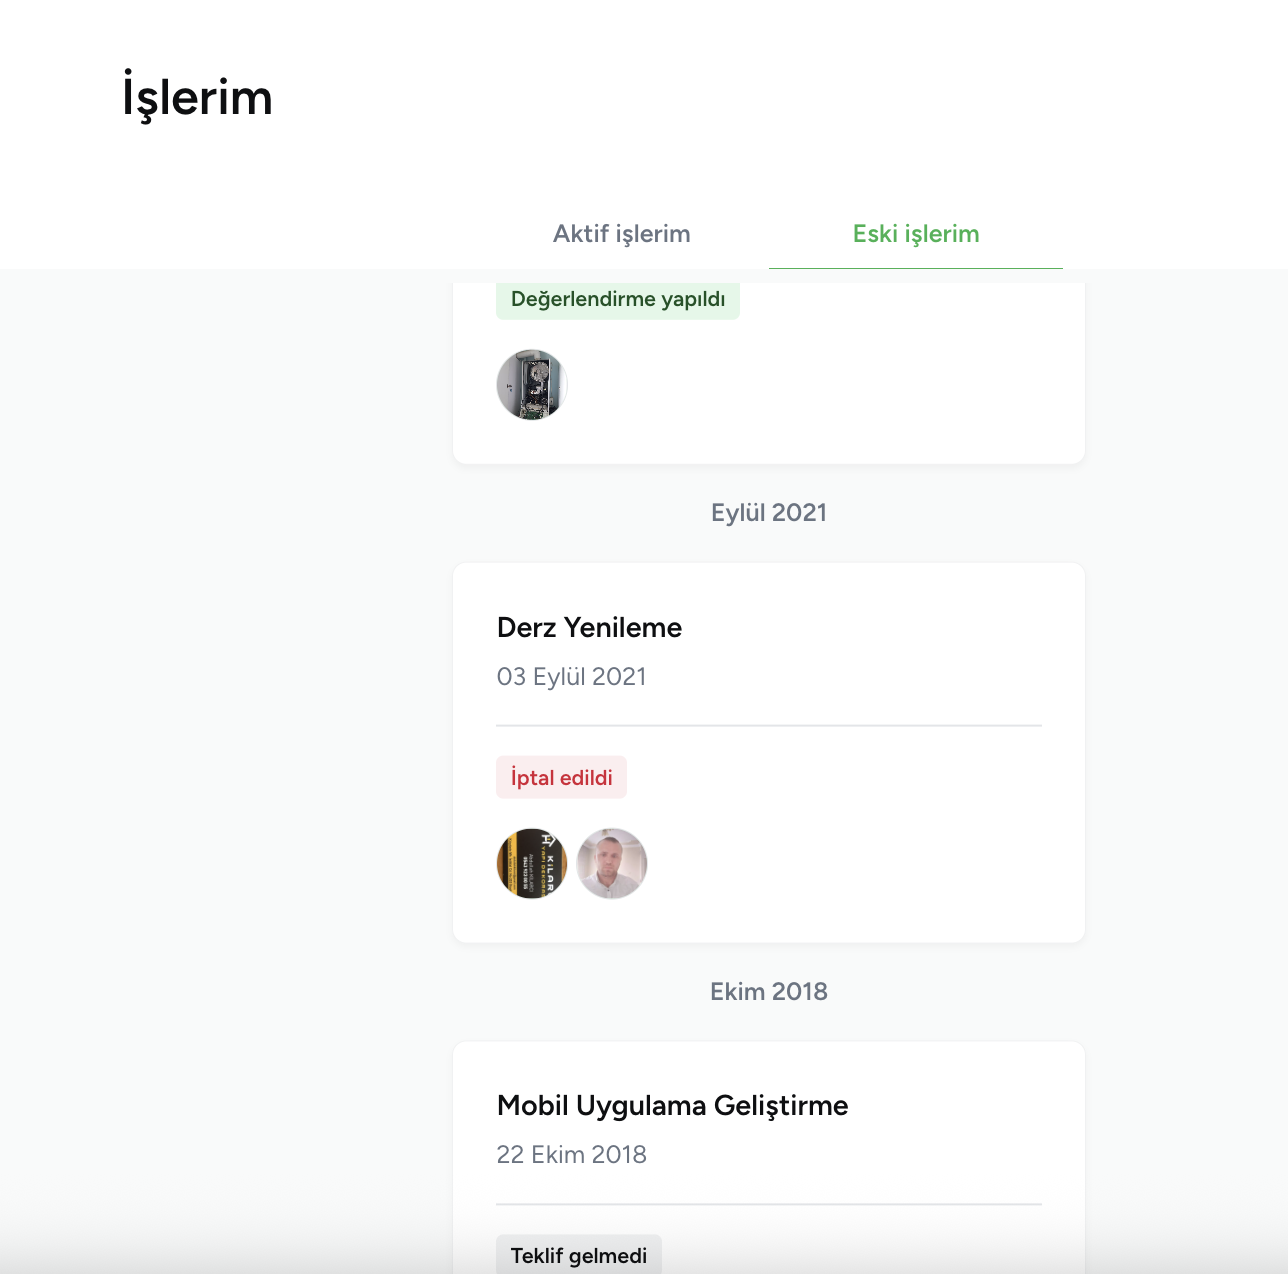 İşlerim
Aktif işlerim
Eski işlerim
Değerlendirme yapıldı
Eylül 2021
Derz Yenileme
03 Eylül 2021
İptal edildi
Ekim 2018
Mobil Uygulama Geliştirme
22 Ekim 2018
Teklif gelmedi